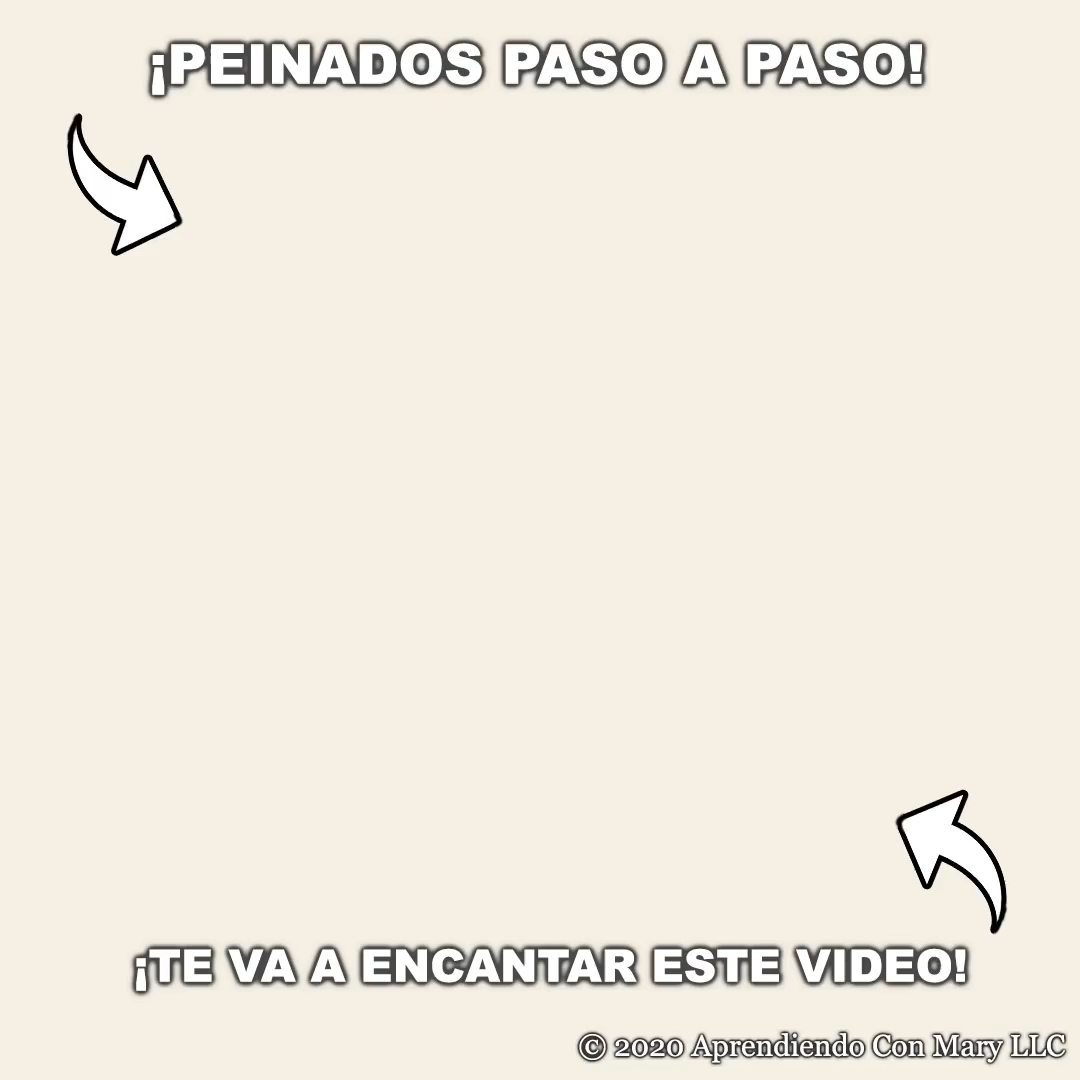 ¡PEINADOS PASO A PASO!
¡TE VA A ENCANTAR ESTE VIDEO!
© 2020 Aprendiendo Con Mary LLC